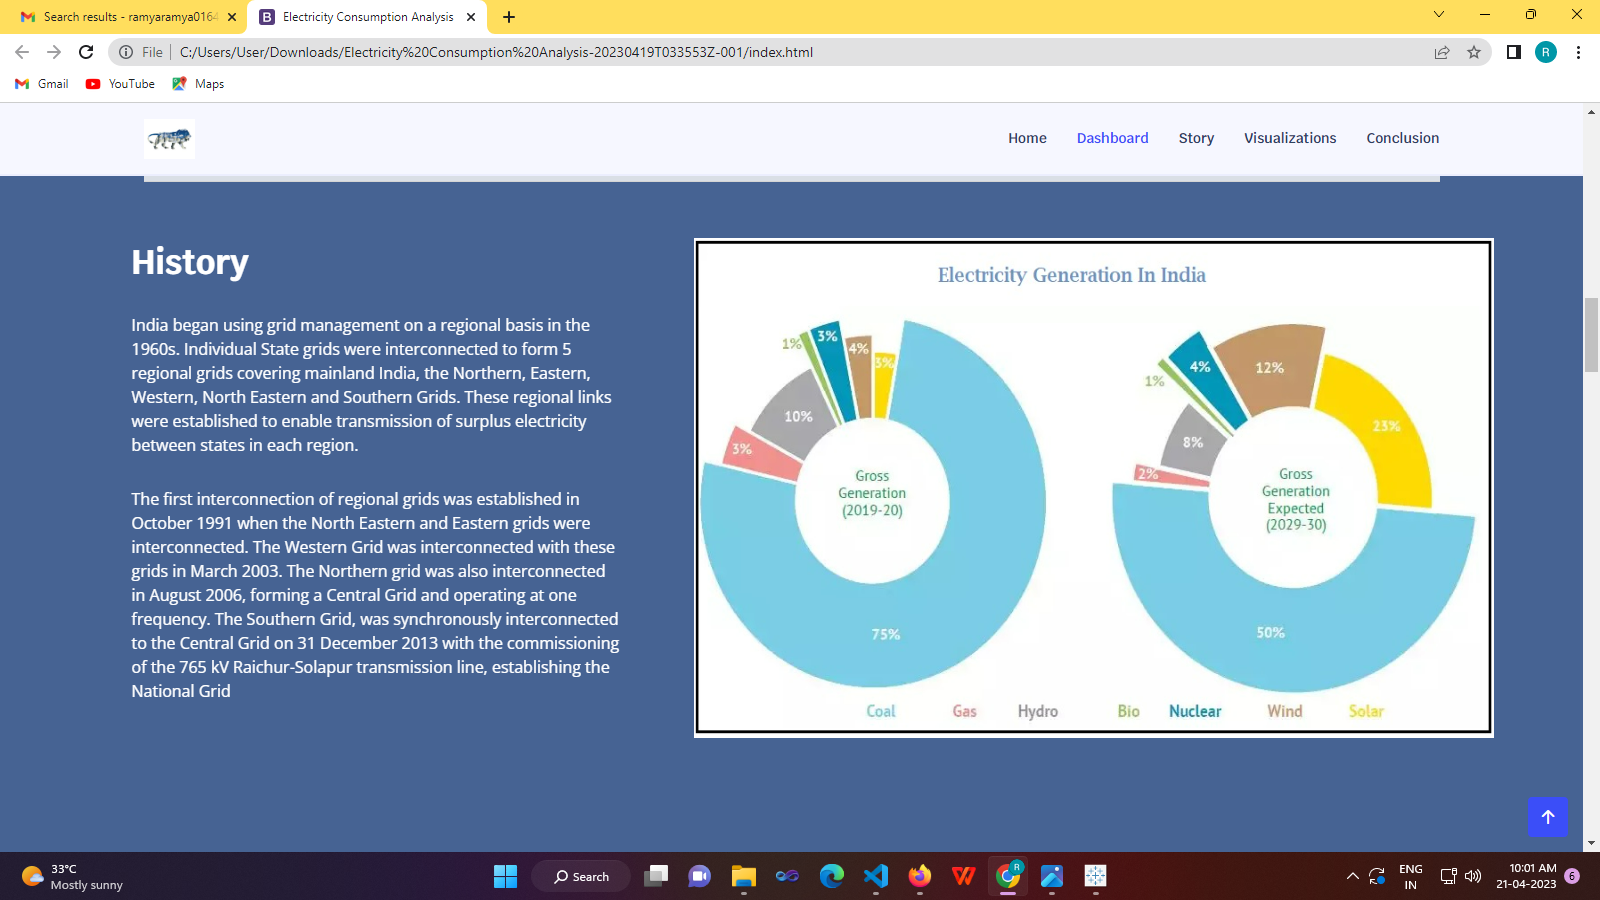 Search results - ramyaramya0164
Electricity Consumption Analysis
File
C:/Users/User/Downloads/Electricity%20Consumption%20Analysis-20230419T033553Z-001/index.html
R
Gmail
YouTube
Maps
Home
Dashboard
Story
Visualizations
Conclusion
History
India began using grid management on a regional basis in the
1960s. Individual State grids were interconnected to form 5
regional grids covering mainland India, the Northern, Eastern,
Western, North Eastern and Southern Grids. These regional links
were established to enable transmission of surplus electricity
between states in each region.
The first interconnection of regional grids was established in
October 1991 when the North Eastern and Eastern grids were
interconnected. The Western Grid was interconnected with these
grids in March 2003. The Northern grid was also interconnected
in August 2006, forming a Central Grid and operating at one
frequency. The Southern Grid, was synchronously interconnected
to the Central Grid on 31 December 2013 with the commissioning
of the 765 kV Raichur-Solapur transmission line, establishing the
National Grid
Electricity Generation In India
1%
3%
4%
3%
10%
3%
Gross
Generation
(2019-20)
75%
1%
4%
12%
23%
8%
2%
Gross
Generation
Expected
(2029-30)
50%
Coal
Gas
Hydro
Bio
Nuclear
Wind
Solar
33°C
Mostly sunny
Search
R
ENG
IN
10:01 AM
21-04-2023
6